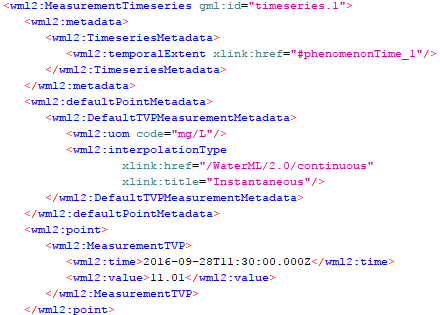 <wml2:MeasurementTimeseries gml:id="timeseries.1">
<wml2:metadata>
<wml2:TimeseriesMetadata>
<wml2:temporalExtent xlink:href="#phenomenonTime_1"/>
</wml2:TimeseriesMetadata>
</wml2:metadata>
<wml2:defaultPointMetadata>
<wml2:DefaultTVPMeasurementMetadata>
<wml2:uom code="mg/L"/>
<wml2:interpolationType
xlink:href="/WaterML/2.0/continuous"
xlink:title="Instantaneous"/>
</wml2:DefaultTVPMeasurementMetadata>
</wml2:defaultPointMetadata>
<wml2:point>
<wml2:MeasurementTVP>
<wml2:time>2016-09-28T11:30:00.000Z</wml2:time>
<wml2:value>11.01</wml2:value>
</wml2:MeasurementTVP>
</wml2:point>